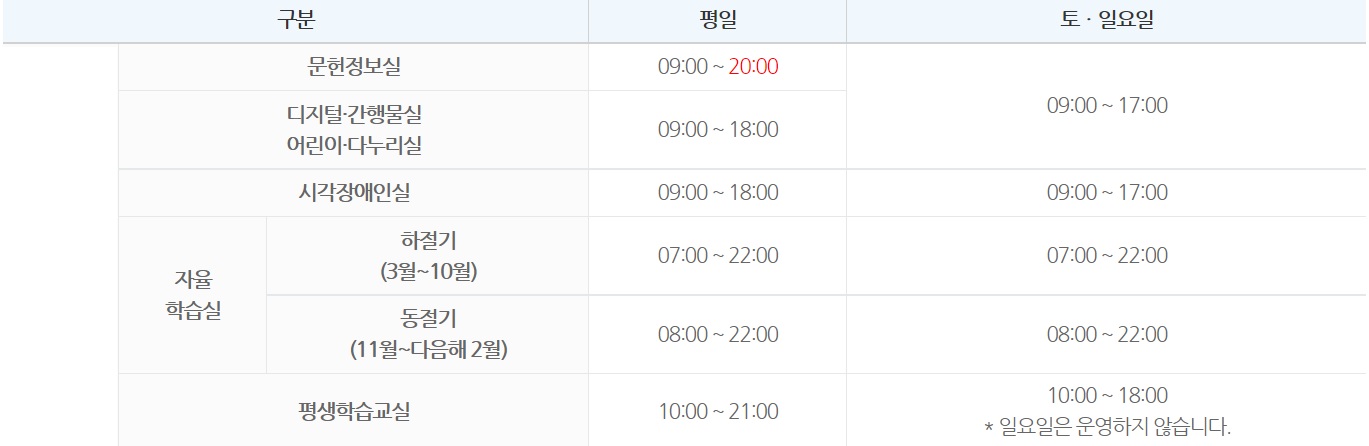 구분 평일 토·일요일
문헌정보실 09:00 ~ 20:00
09:00 ~ 17:00
디지털·간행물실
어린이·다누리실
09:00 ~ 18:00
시각장애인실 09:00 ~ 18:00 09:00 ~ 17:00
자율
학습실
하절기
(3월~10월)
07:00 ~ 22:00 07:00 ~ 22:00
동절기
(11월~다음해 2월)
08:00 ~ 22:00 08:00 ~ 22:00
평생학습교실 10:00 ~ 21:00
10:00 ~ 18:00
* 일요일은 운영하지 않습니다.